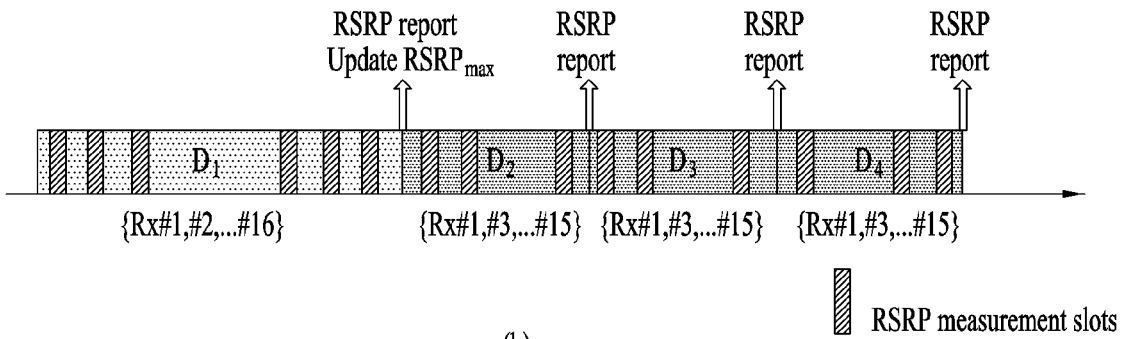 RSRP report
Update RSRPmax
RSRP
report
RSRP
report
RSRP
report
D1
D2
D3
D4
{Rx#1,#2,...#16}
{Rx#1,#3,...#15}
{Rx#1,#3,...#15}
{Rx#1,#3,...#15}
RSRP measurement slots